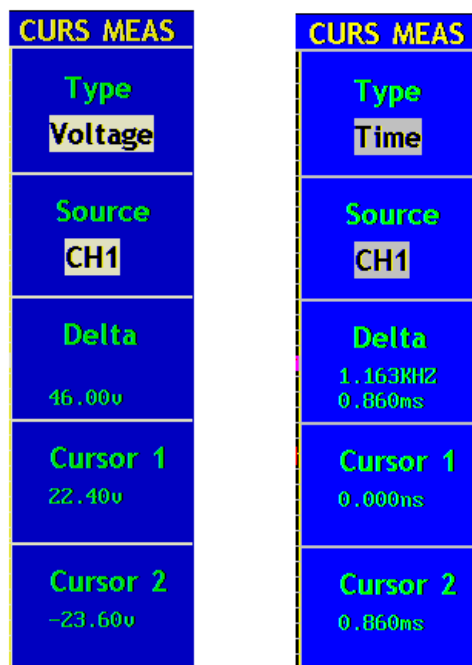 CURS MEAS
Type
Voltage
Source
CH1
Delta
46.00v
Cursor 1
22.40v
Cursor 2
-23.60v
CURS MEAS
Type
Time
Source
CH1
Delta
1.163KHZ
0.860ms
Cursor 1
0.000ns
Cursor 2
0.860ms